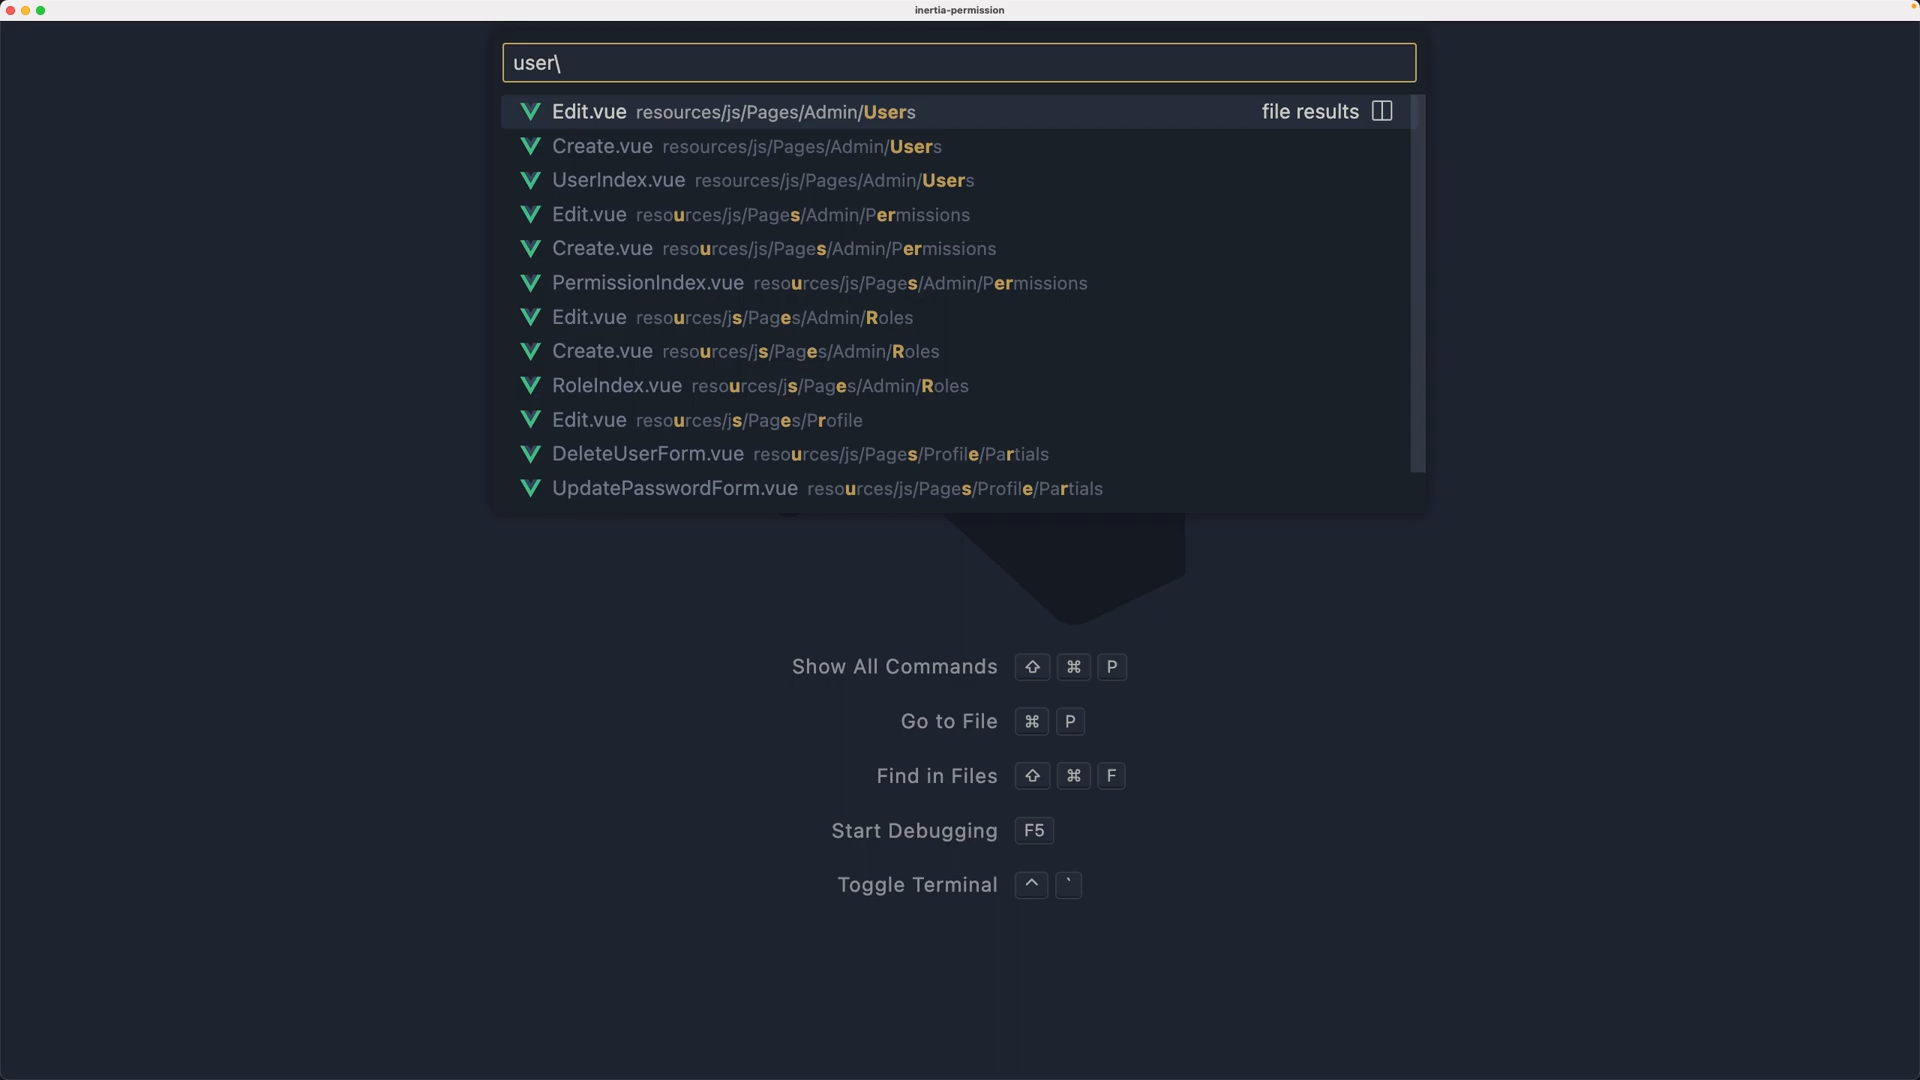 inertia-permission
user\
Edit.vue resources/js/Pages/Admin/Users file results
Create.vue resources/js/Pages/Admin/Users
UserIndex.vue resources/js/Pages/Admin/Users
Edit.vue resources/js/Pages/Admin/Permissions
Create.vue resources/js/Pages/Admin/Permissions
PermissionIndex.vue resources/js/Pages/Admin/Permissions
Edit.vue resources/js/Pages/Admin/Roles
Create.vue resources/js/Pages/Admin/Roles
RoleIndex.vue resources/js/Pages/Admin/Roles
Edit.vue resources/js/Pages/Profile
DeleteUserForm.vue resources/js/Pages/Profile/Partials
UpdatePasswordForm.vue resources/js/Pages/Profile/Partials
Show All Commands ⇧ ⌘ P
Go to File ⌘ P
Find in Files ⇧ ⌘ F
Start Debugging F5
Toggle Terminal ^ `